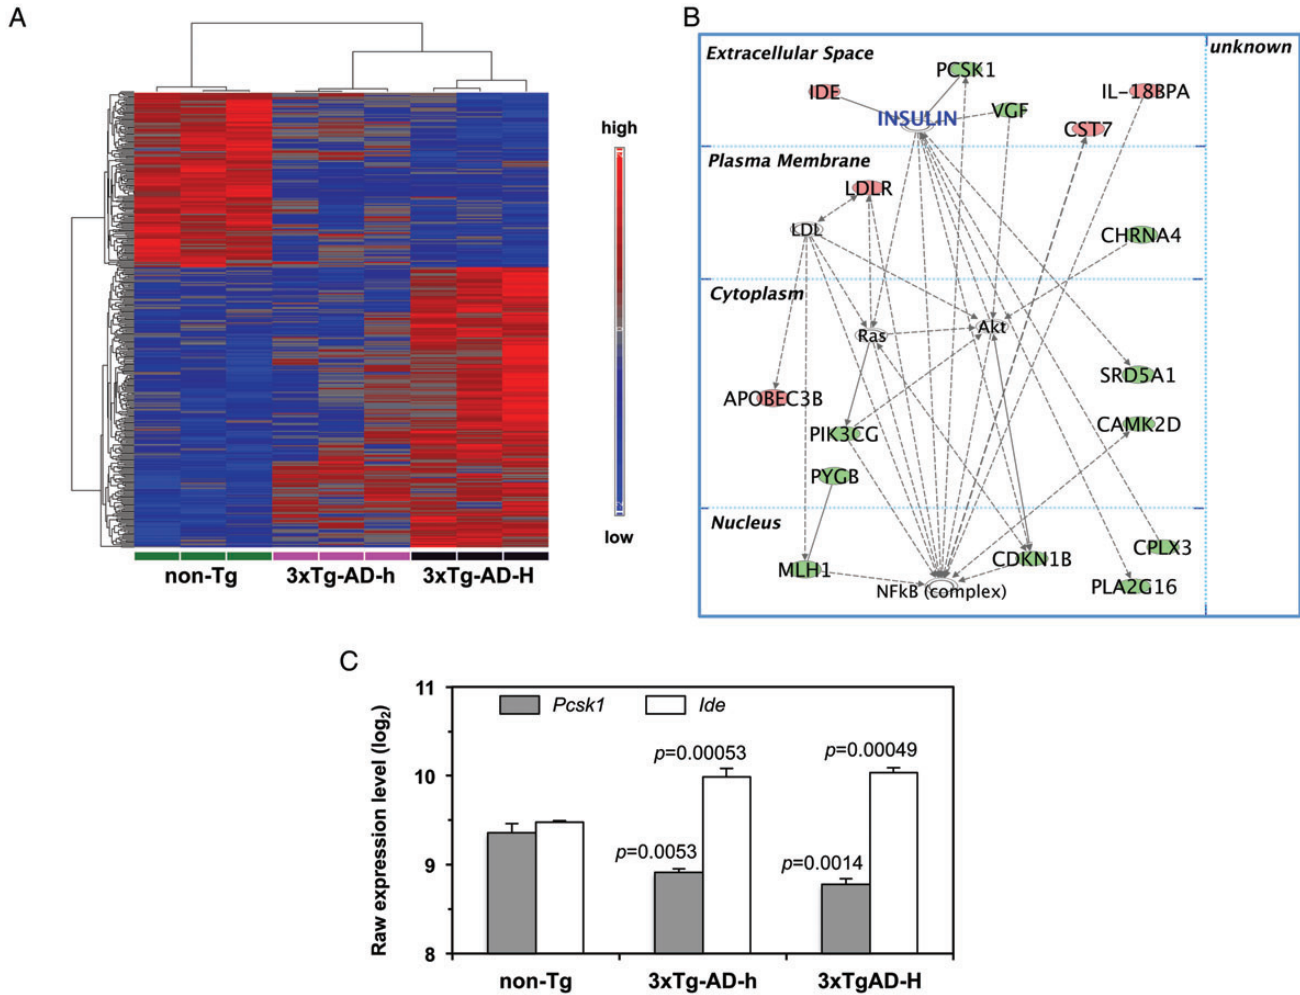 A
high
low
non-Tg
3xTg-AD-h
3xTg-AD-H
B
Extracellular Space
unknown
PCSK1
IDE
IL-18BPA
VGF
INSULIN
CST7
Plasma Membrane
LDLR
LDL
CHRNA4
Cytoplasm
Akt
Ras
SRD5A1
APOBEC3B
CAMK2D
PIK3CG
PYGB
Nucleus
CPLX3
CDKN1B
MLH1
PLA2G16
NFkB (complex)
C
Raw expression level (log2)
11
10
9
8
Pcsk1
Ide
p=0.00053
p=0.00049
p=0.0053
p=0.0014
non-Tg
3xTg-AD-h
3xTgAD-H